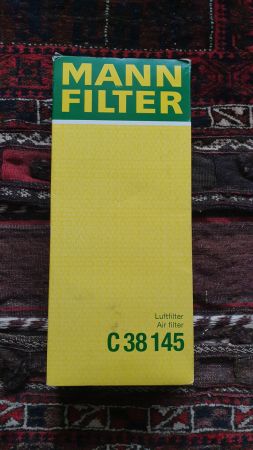 MANN
FILTER
Luftfilter
Air filter
C 38 145